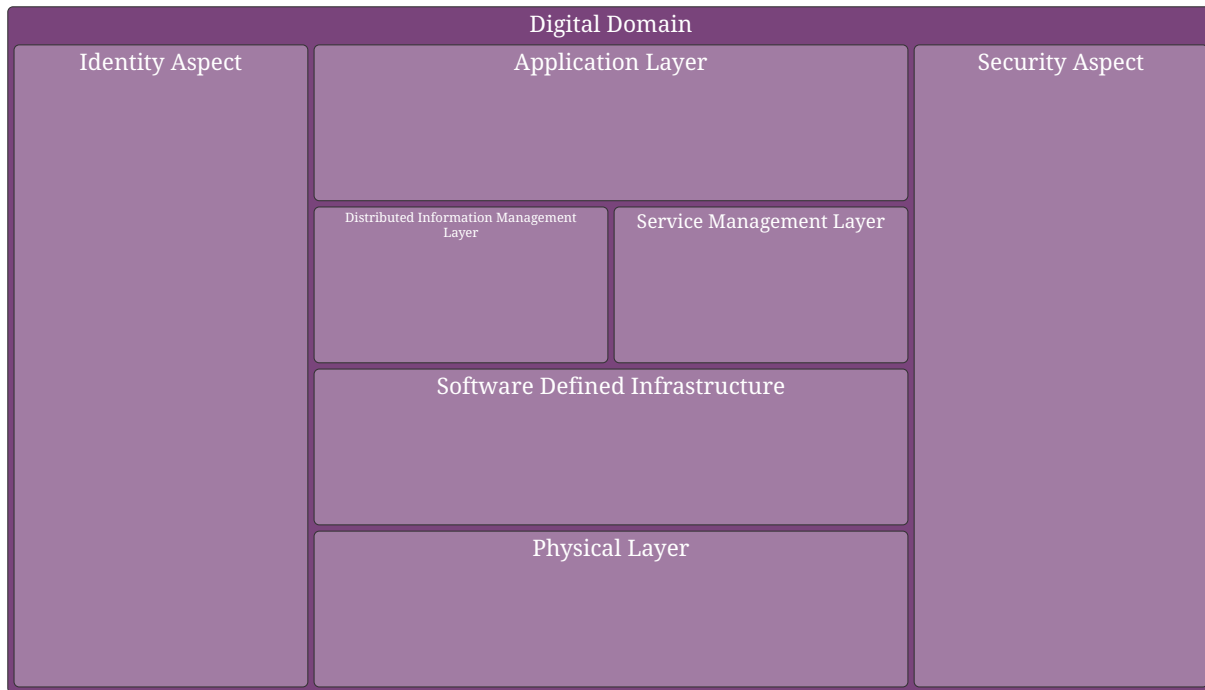 Digital Domain
Identity Aspect
Application Layer
Security Aspect
Distributed Information Management
Layer
Service Management Layer
Software Defined Infrastructure
Physical Layer